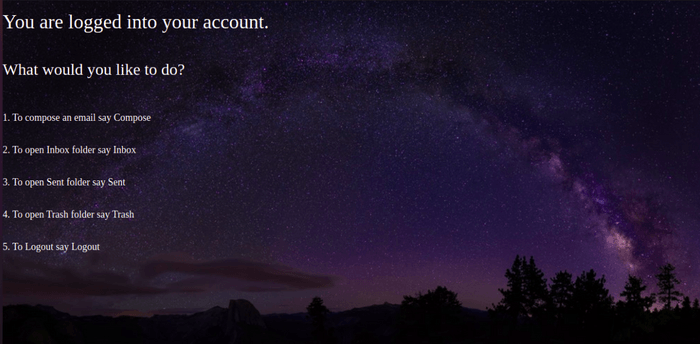 You are logged into your account.
What would you like to do?
1. To compose an email say Compose
2. To open Inbox folder say Inbox
3. To open Sent folder say Sent
4. To open Trash folder say Trash
5. To Logout say Logout